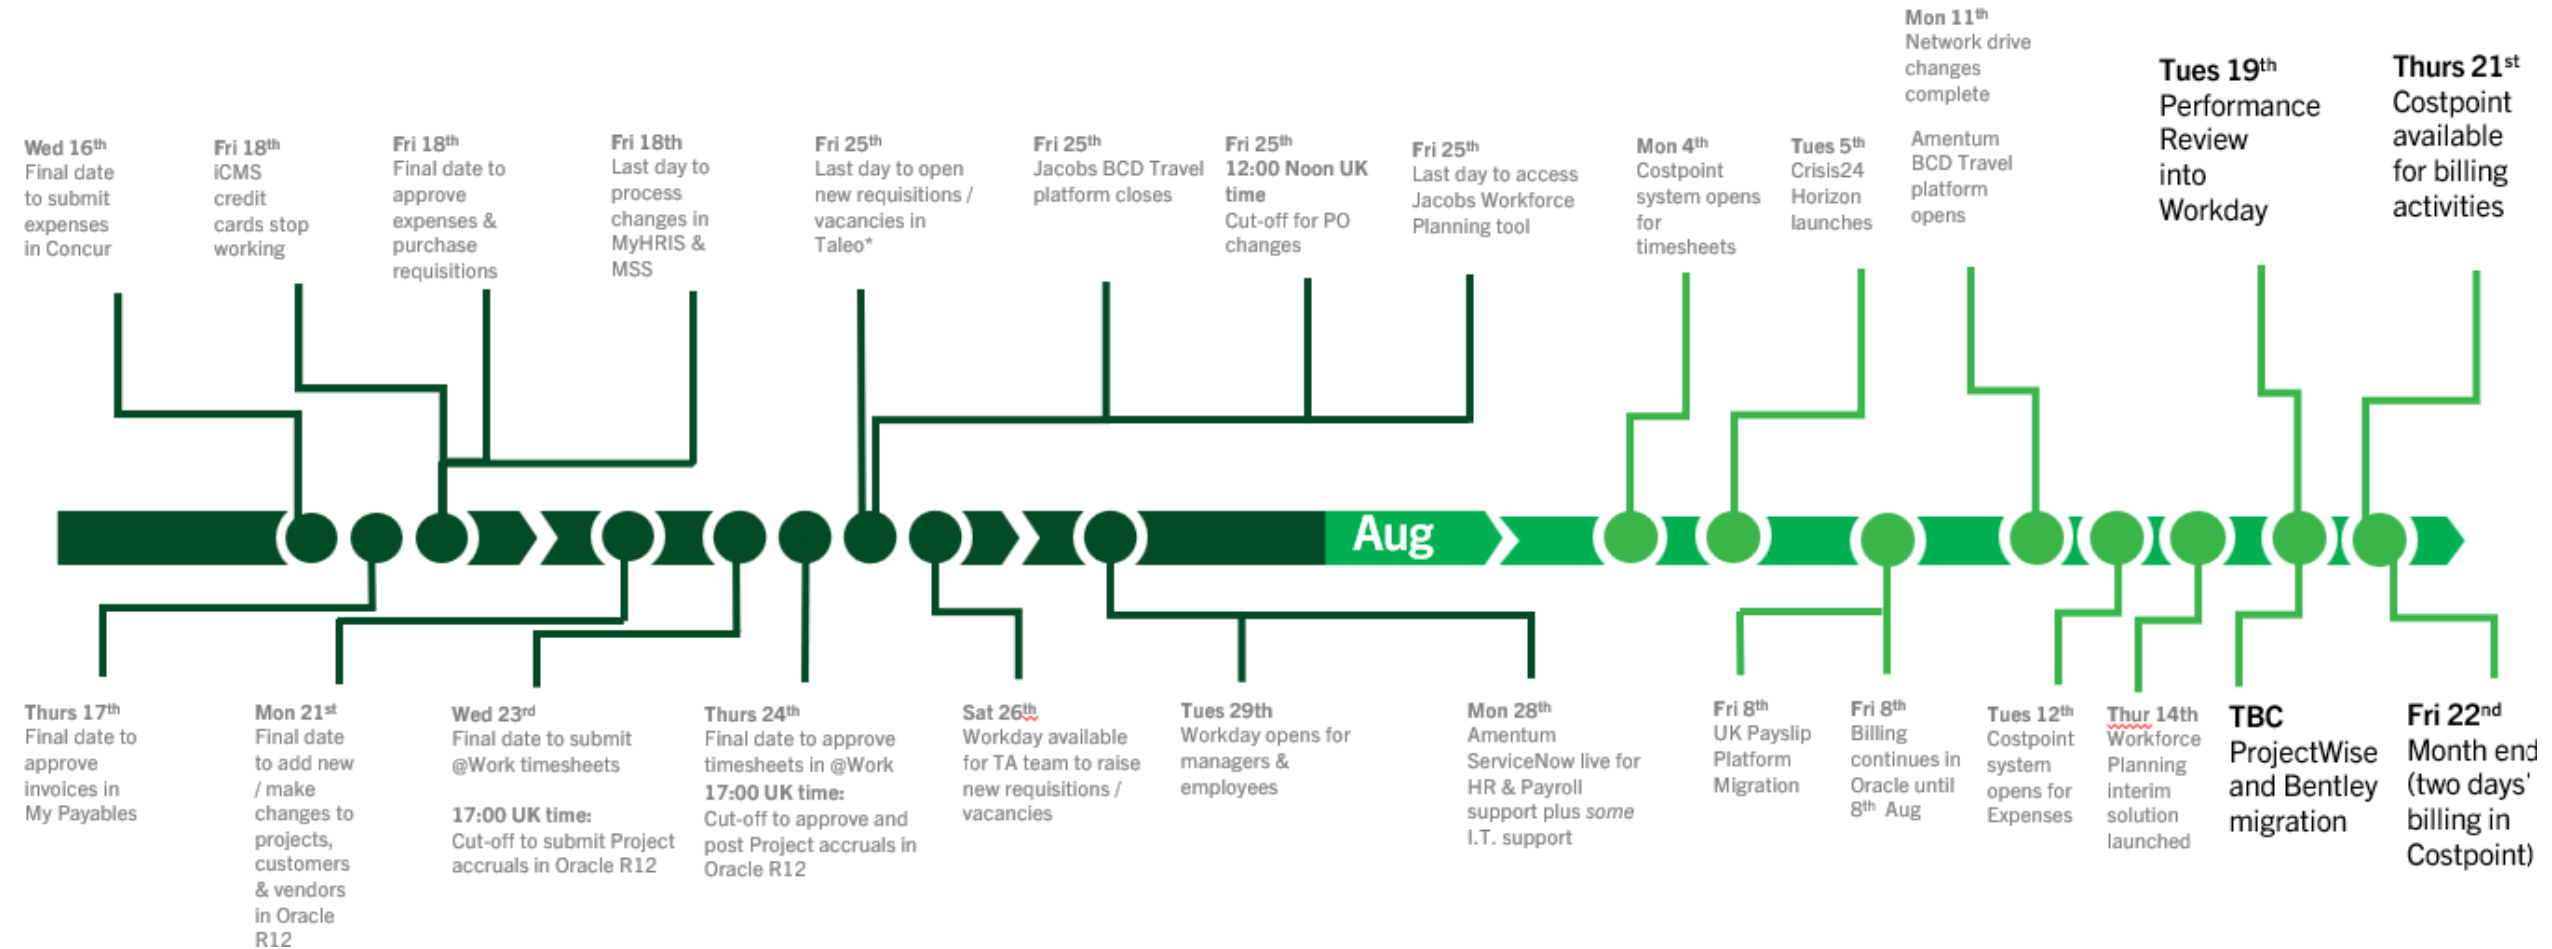 Wed 16th
Final date
to submit
expenses
in Concur
Fri 18th
iCMS
credit
cards stop
working
Fri 18th
Final date to
approve
expenses &
purchase
requisitions
Fri 18th
Last day to
process
changes in
MyHRIS &
MSS
Fri 25th
Last day to open
new requisitions /
vacancies in
Taleo*
Fri 25th
Jacobs BCD Travel
platform closes
Fri 25th
12:00 Noon UK
time
Cut-off for PO
changes
Fri 25th
Last day to access
Jacobs Workforce
Planning tool
Mon 4th
Costpoint
system opens
for
timesheets
Tues 5th
Crisis24
Horizon
launches
Mon 11th
Network drive
changes
complete
Amentum
BCD Travel
platform
opens
Tues 19th
Performance
Review
into
Workday
Thurs 21st
Costpoint
available
for billing
activities
Aug
Thurs 17th
Final date to
approve
invoices in
My Payables
Mon 21st
Final date
to add new
/ make
changes to
projects,
customers
& vendors
in Oracle
R12
Wed 23rd
Final date to submit
@Work timesheets
17:00 UK time:
Cut-off to submit Project
accruals in Oracle R12
Thurs 24th
Final date to approve
timesheets in @Work
17:00 UK time:
Cut-off to approve and
post Project accruals in
Oracle R12
Sat 26th
Workday available
for TA team to raise
new requisitions /
vacancies
Tues 29th
Workday opens for
managers &
employees
Mon 28th
Amentum
ServiceNow live for
HR & Payroll
support plus some
I.T. support
Fri 8th
UK Payslip
Platform
Migration
Fri 8th
Billing
continues in
Oracle until
8th Aug
Tues 12th
Costpoint
system
opens for
Expenses
Thur 14th
Workforce
Planning
interim
solution
launched
TBC
ProjectWise
and Bentley
migration
Fri 22nd
Month end
(two days'
billing in
Costpoint)